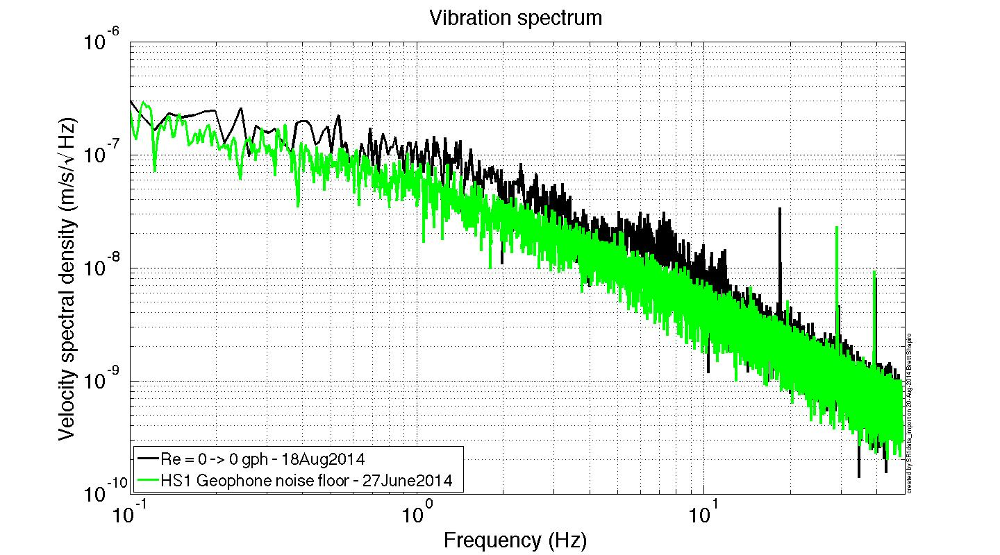 Vibration spectrum
10^-6
10^-7
10^-8
10^-9
10^-10
Velocity spectral density (m/s/√Hz)
Re = 0 -> 0 gph - 18Aug2014
HS1 Geophone noise floor - 27June2014
10^-1
10^0
10^1
Frequency (Hz)
created by SR1data_import on 20-Aug-2014 Brett Shapiro